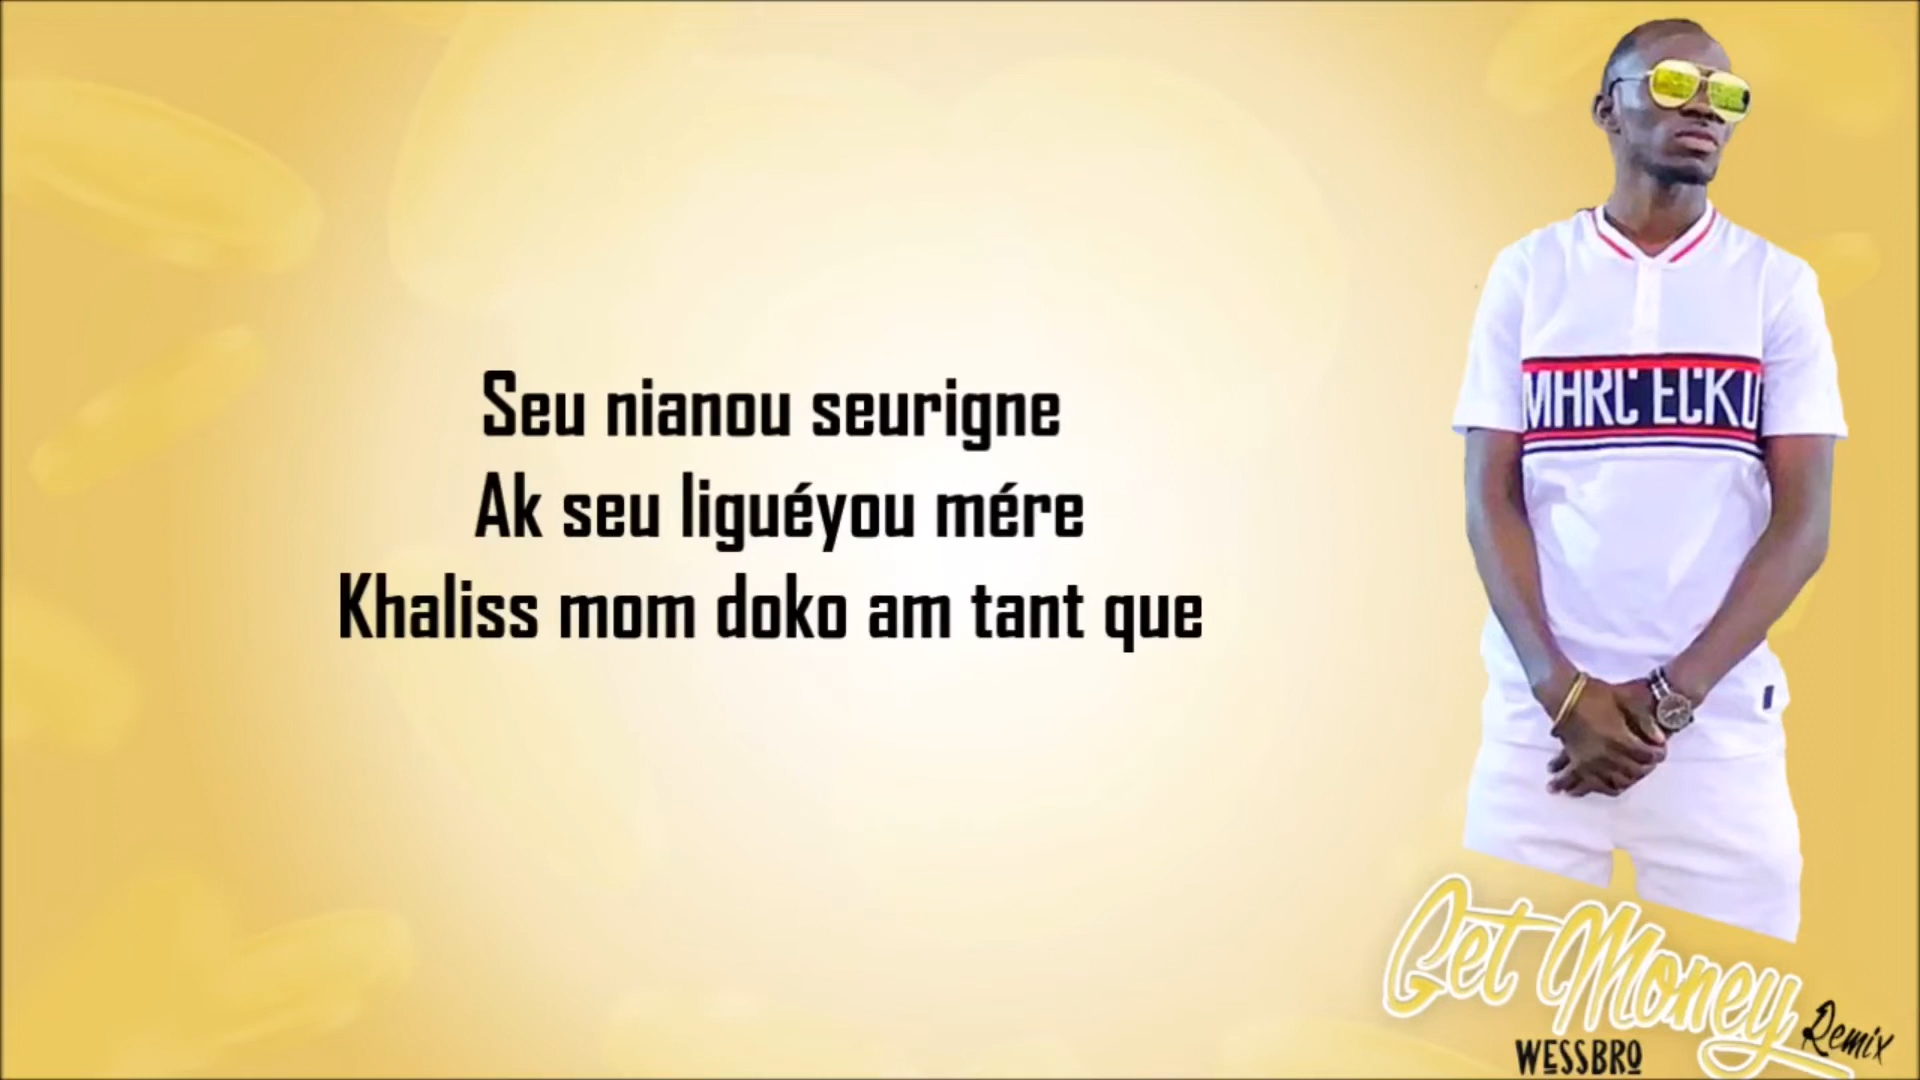 Seu nianou seurigne
Ak seu liguéyou mére
Khaliss mom doko am tant que
MARC ECKO
Get Money Remix
WESSBRO